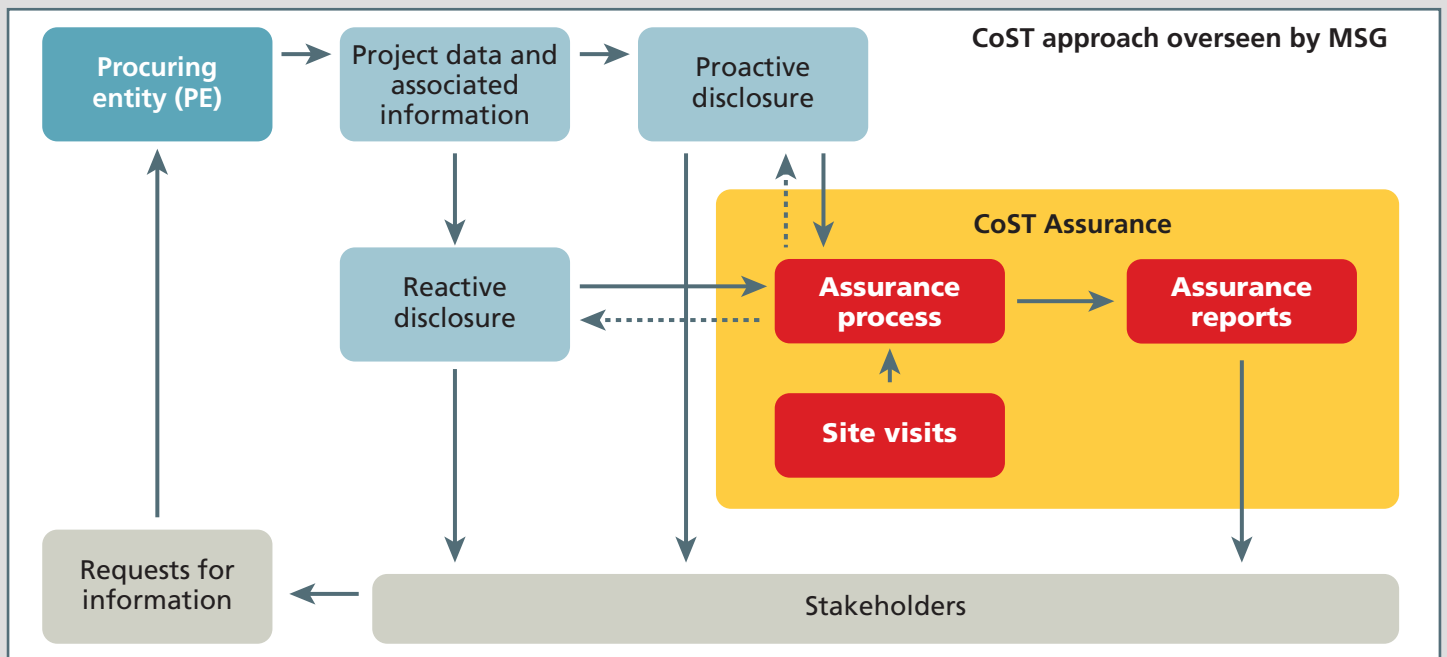 CoST approach overseen by MSG
Procuring
entity (PE)
Project data and
associated
information
Proactive
disclosure
CoST Assurance
Reactive
disclosure
Assurance
process
Assurance
reports
Site visits
Requests for
information
Stakeholders